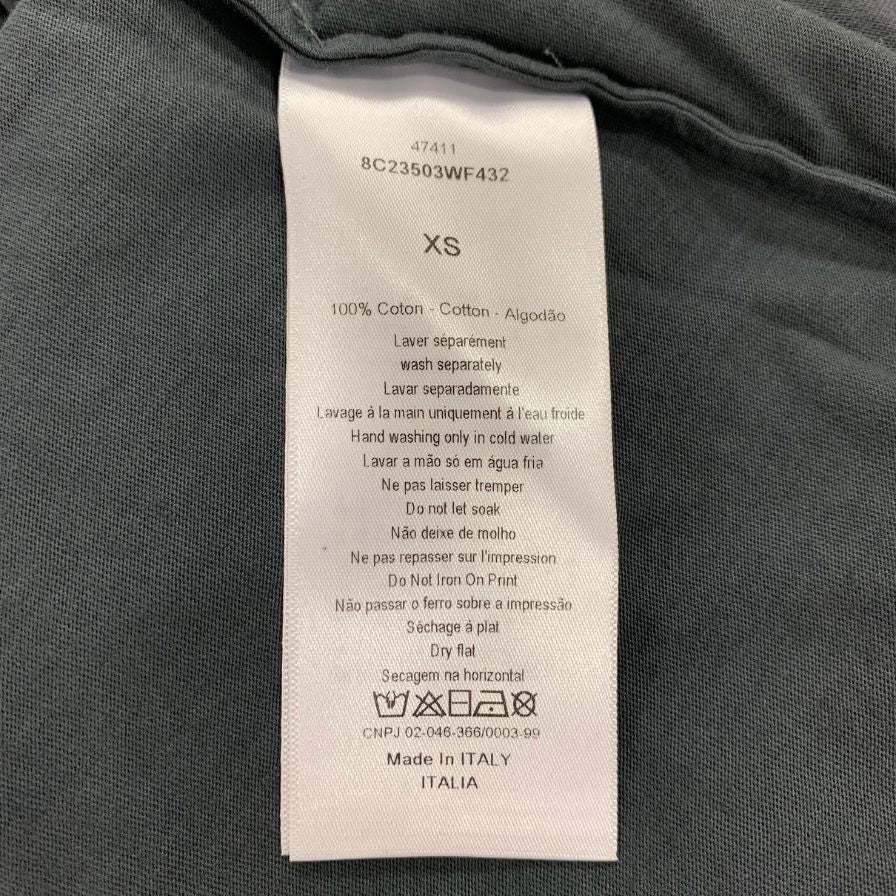 47411
8C23503WF432
XS
100% Coton - Cotton - Algodão
Laver séparément
wash separately
Lavar separadamente
Lavage á la main uniquement á l'eau froide
Hand washing only in cold water
Lavar a mão só em água fria
Ne pas laisser tremper
Do not let soak
Não deixe de molho
Ne pas repasser sur l'impression
Do Not Iron On Print
Não passar o ferro sobre a impressão
Séchage à plat
Dry flat
Secagem na horizontal
CNPJ 02-046-366/0003-99
Made In ITALY
ITALIA